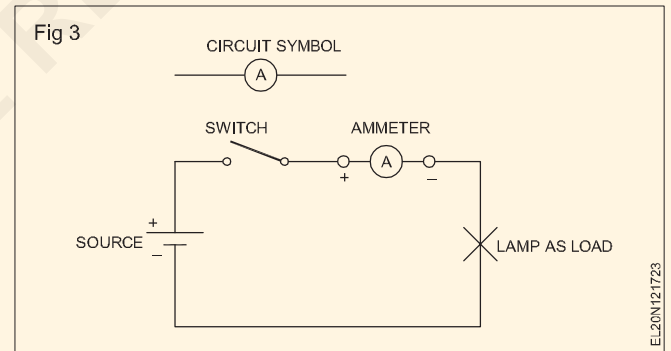 Fig 3
CIRCUIT SYMBOL
A
SWITCH AMMETER
A
+ –
+
SOURCE
–
LAMP AS LOAD
EL20N121723